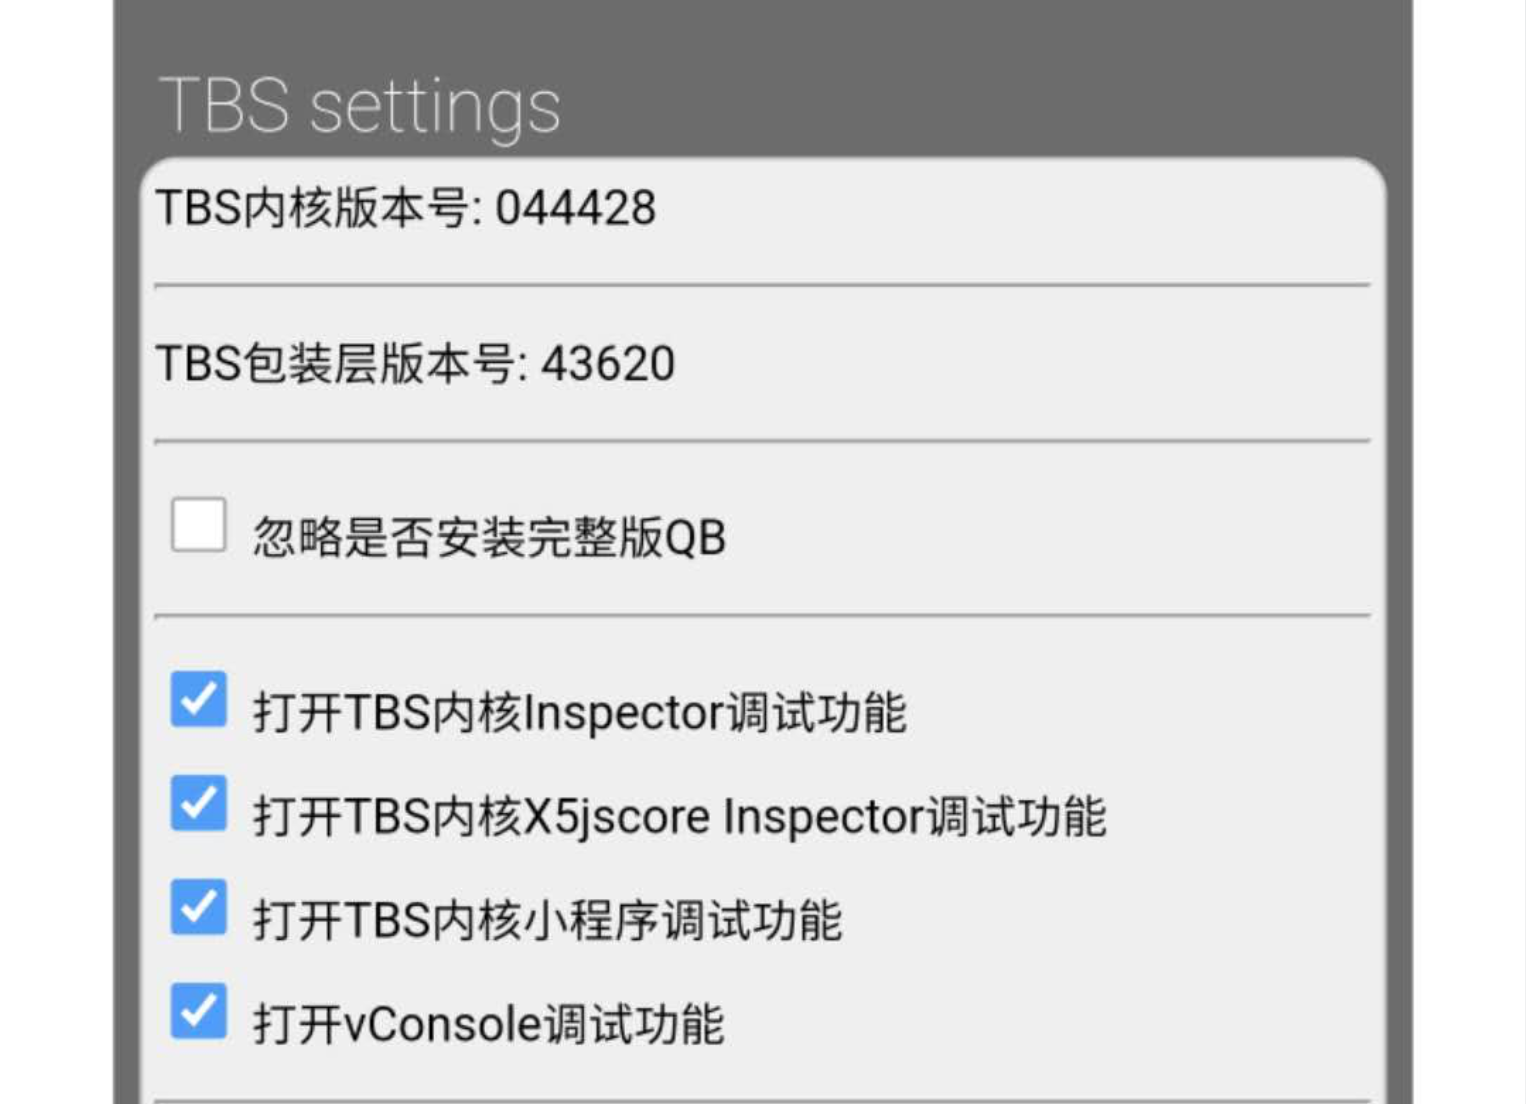 TBS settings
TBS内核版本号: 044428
TBS包装层版本号: 43620
忽略是否安装完整版QB
打开TBS内核Inspector调试功能
打开TBS内核X5jscore Inspector调试功能
打开TBS内核小程序调试功能
打开vConsole调试功能